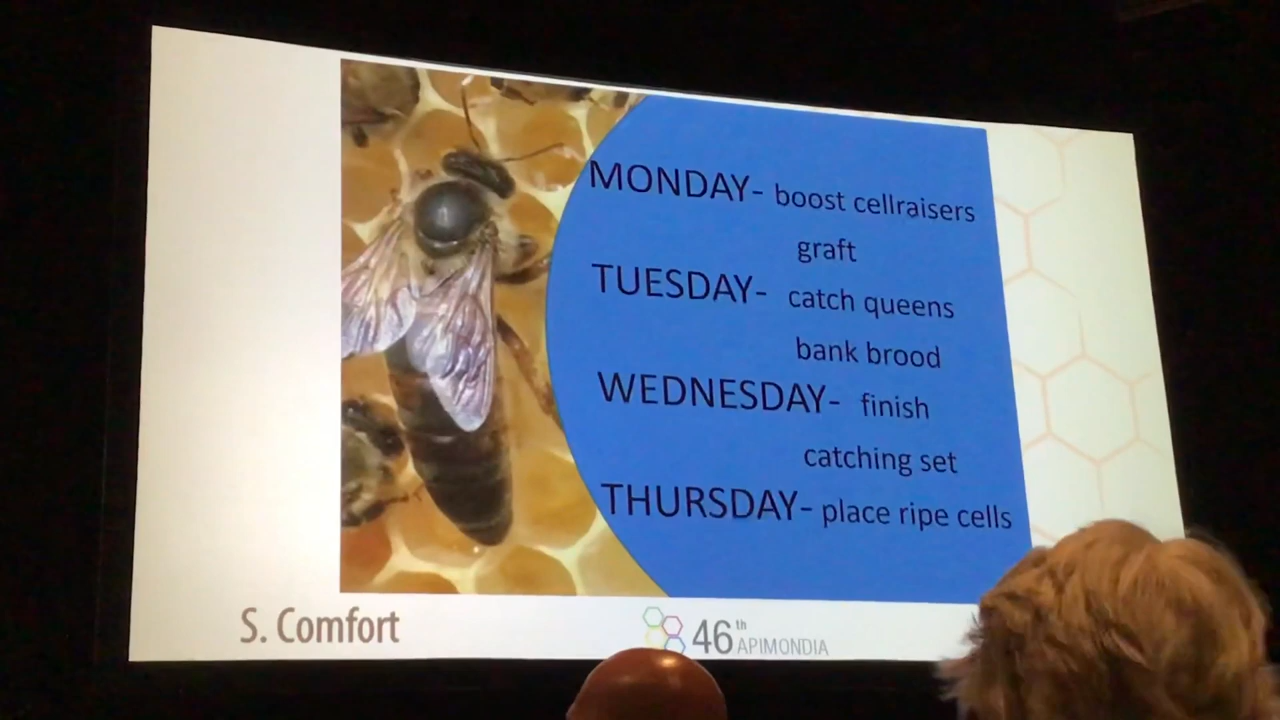 MONDAY- boost cellraisers
graft
TUESDAY- catch queens
bank brood
WEDNESDAY- finish
catching set
THURSDAY- place ripe cells
S. Comfort
46th APIMONDIA